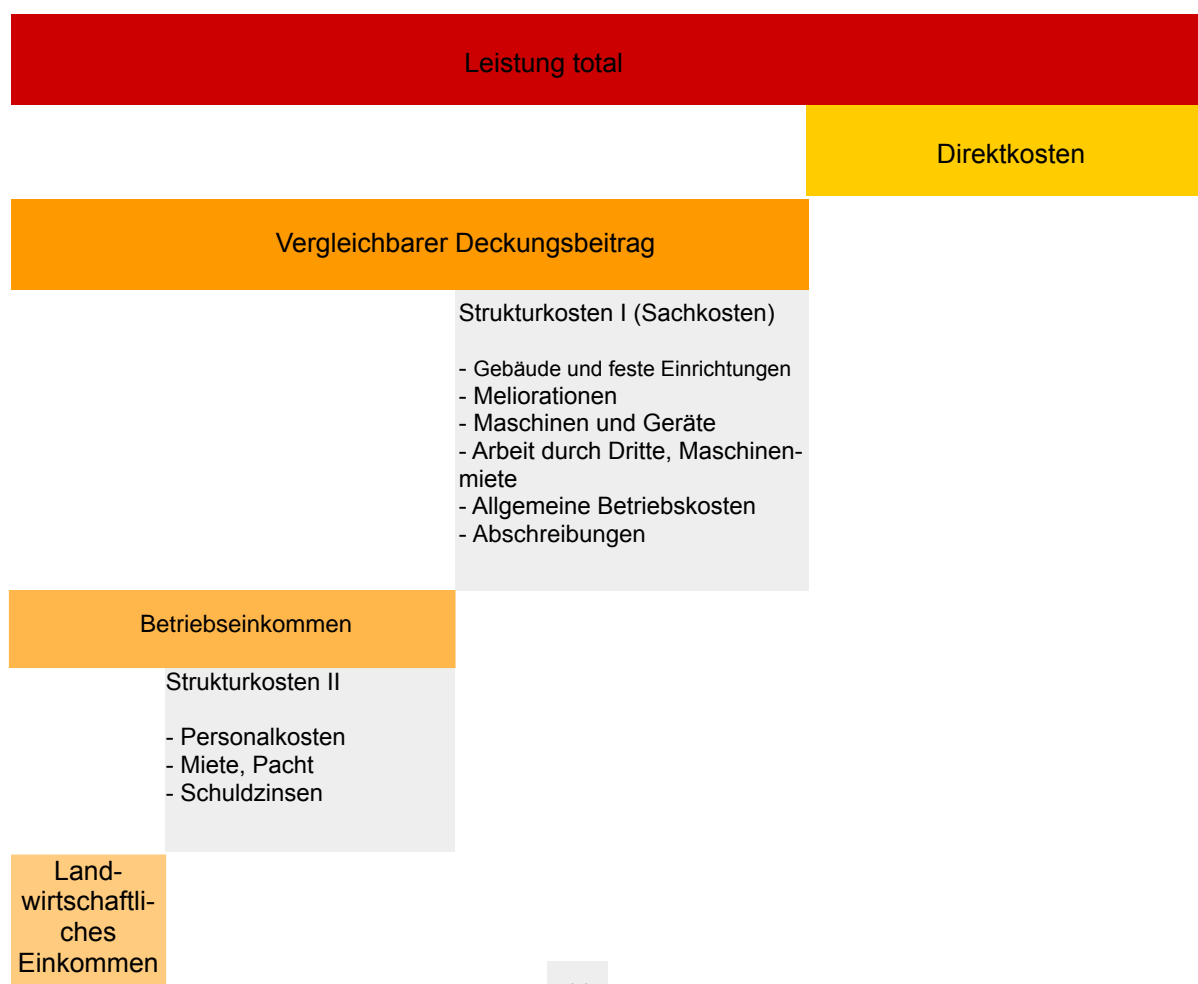 Leistung total
Direktkosten
Vergleichbarer Deckungsbeitrag
Strukturkosten I (Sachkosten)
- Gebäude und feste Einrichtungen
- Meliorationen
- Maschinen und Geräte
- Arbeit durch Dritte, Maschinen-
miete
- Allgemeine Betriebskosten
- Abschreibungen
Betriebseinkommen
Strukturkosten II
- Personalkosten
- Miete, Pacht
- Schuldzinsen
Land-
wirtschaftli-
ches
Einkommen